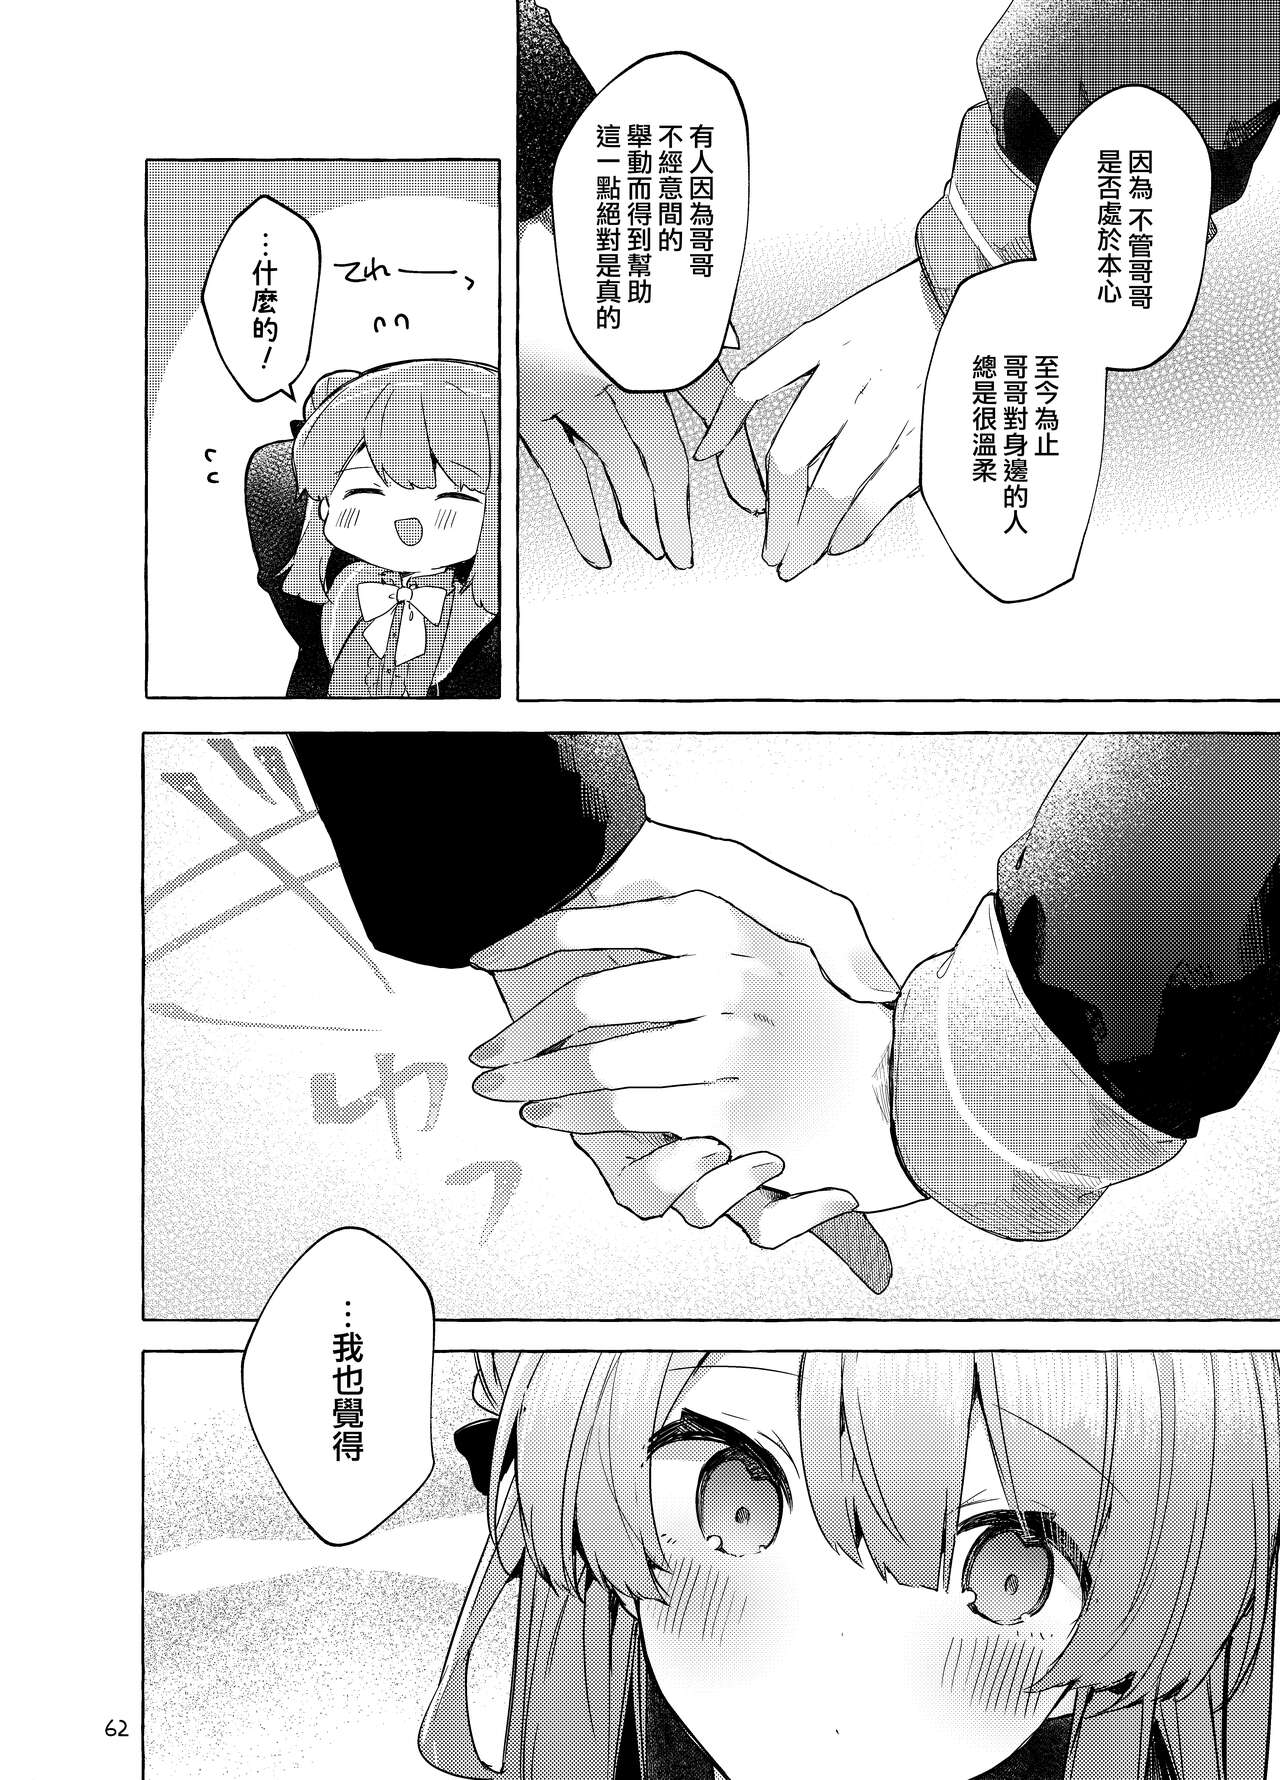 因為 不管哥哥
是否處於本心
至今為止
哥哥對身邊的人
總是很溫柔
有人因為哥哥
不經意間的
舉動而得到幫助
這一點絕對是真的
…什麼的！
てれーっ
ゆ
…我也覺得
62